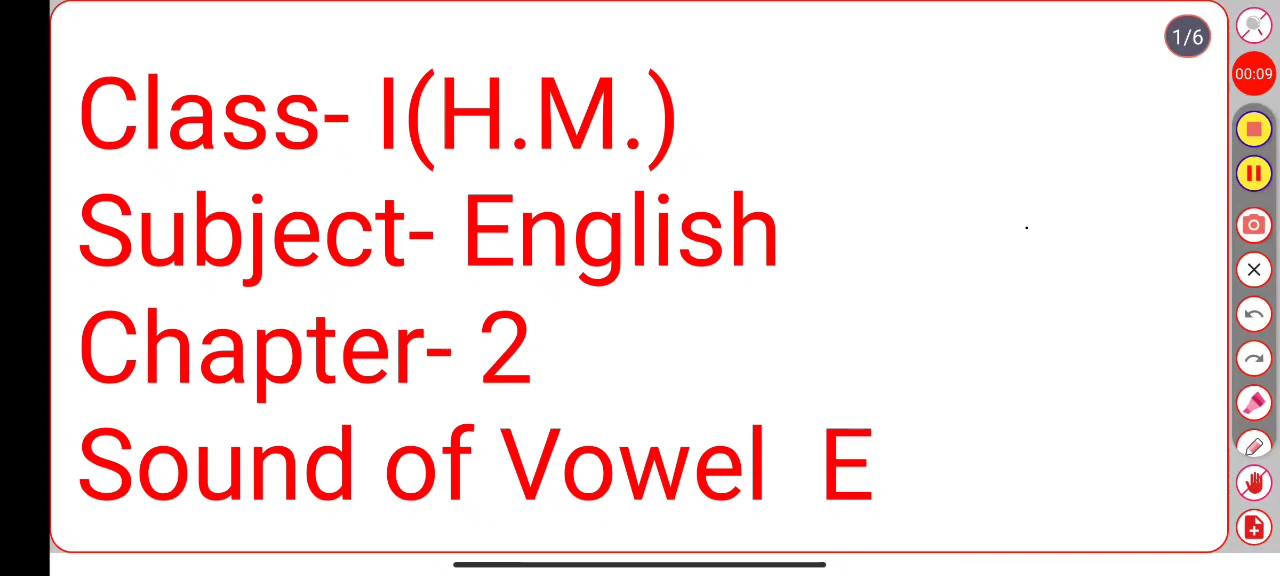 1/6
Class- I(H.M.)
00:09
Subject- English
Chapter- 2
Sound of Vowel  E